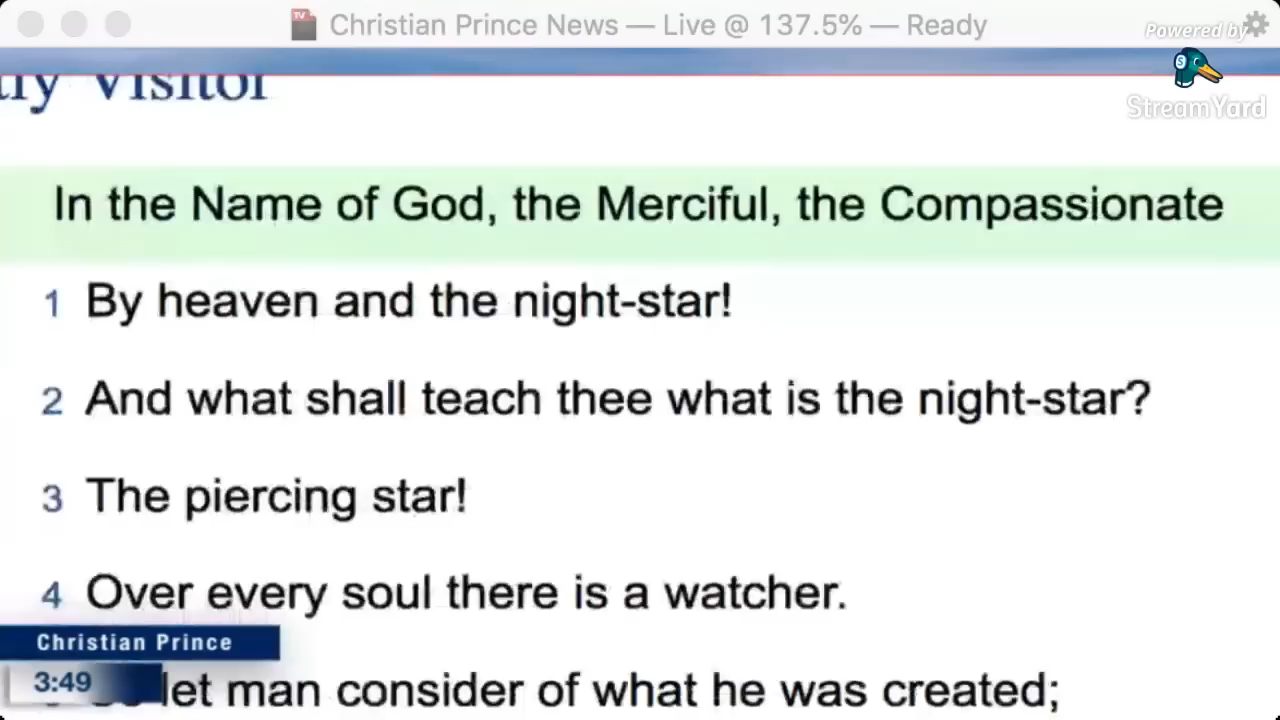 Christian Prince News — Live @ 137.5% — Ready
Powered by
StreamYard
Visitor
In the Name of God, the Merciful, the Compassionate
1 By heaven and the night-star!
2 And what shall teach thee what is the night-star?
3 The piercing star!
4 Over every soul there is a watcher.
Christian Prince
3:49
let man consider of what he was created;